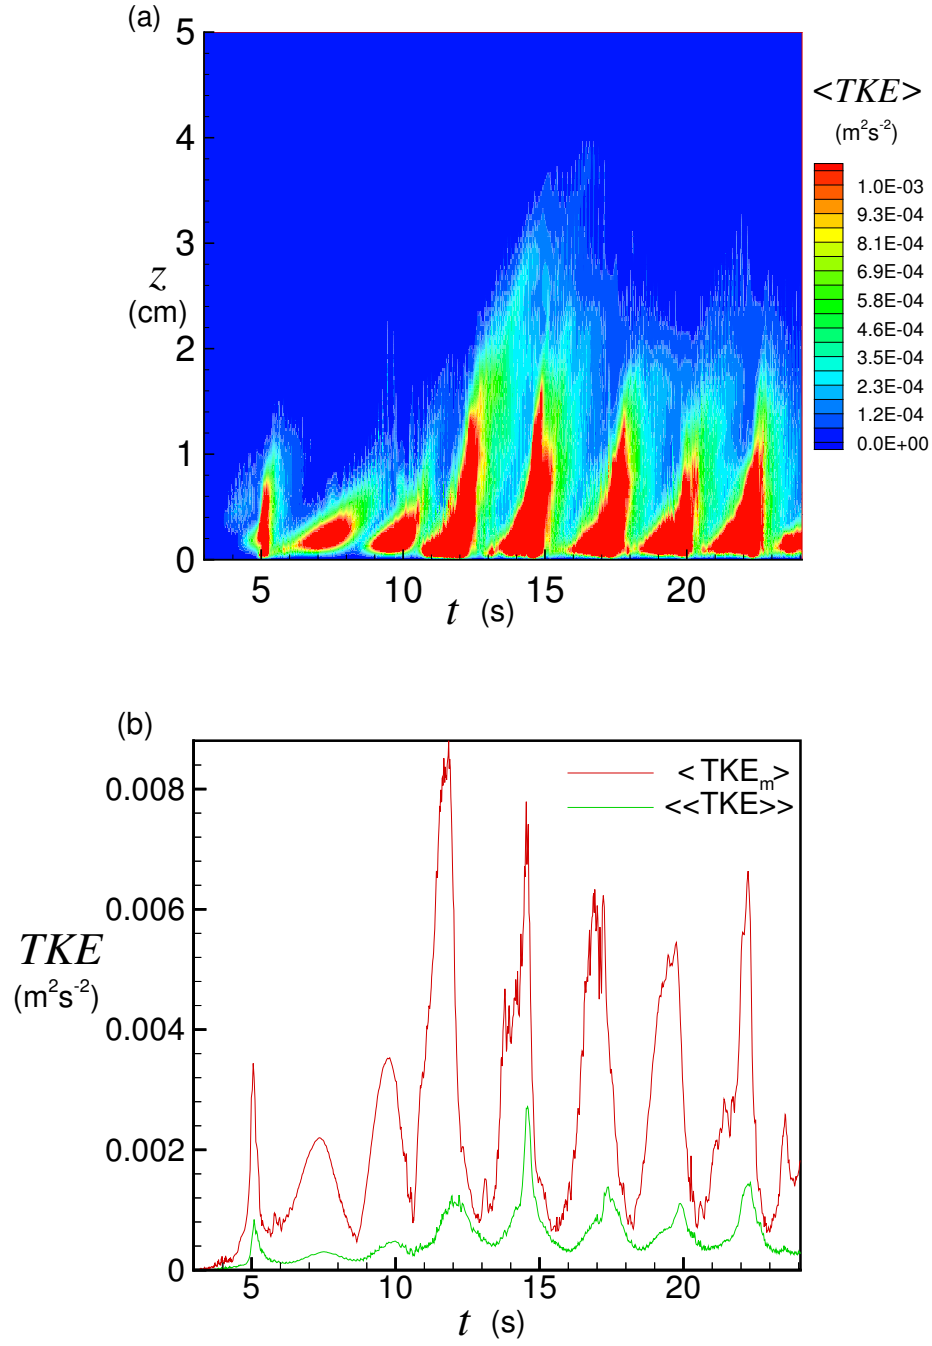 (a)
5
4
3
2
1
0
z
(cm)
5
10
15
20
t (s)
<TKE>
(m²s⁻²)
1.0E-03
9.3E-04
8.1E-04
6.9E-04
5.8E-04
4.6E-04
3.5E-04
2.3E-04
1.2E-04
0.0E+00
(b)
0.008
0.006
0.004
0.002
0
TKE
(m²s⁻²)
< TKEₘ>
<<TKE>>
5
10
15
20
t (s)